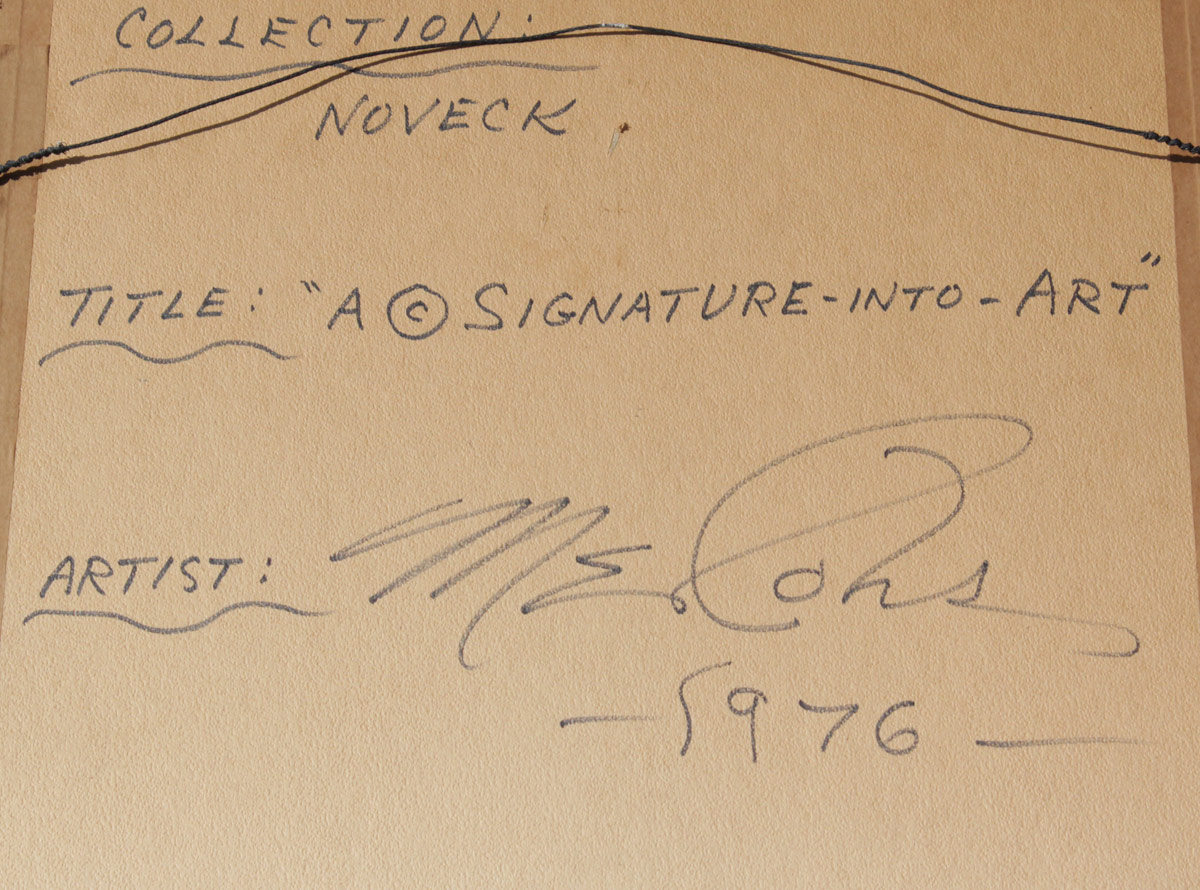 COLLECTION:
NOVECK
TITLE: "A © SIGNATURE-INTO-ART"
ARTIST:
-1976-